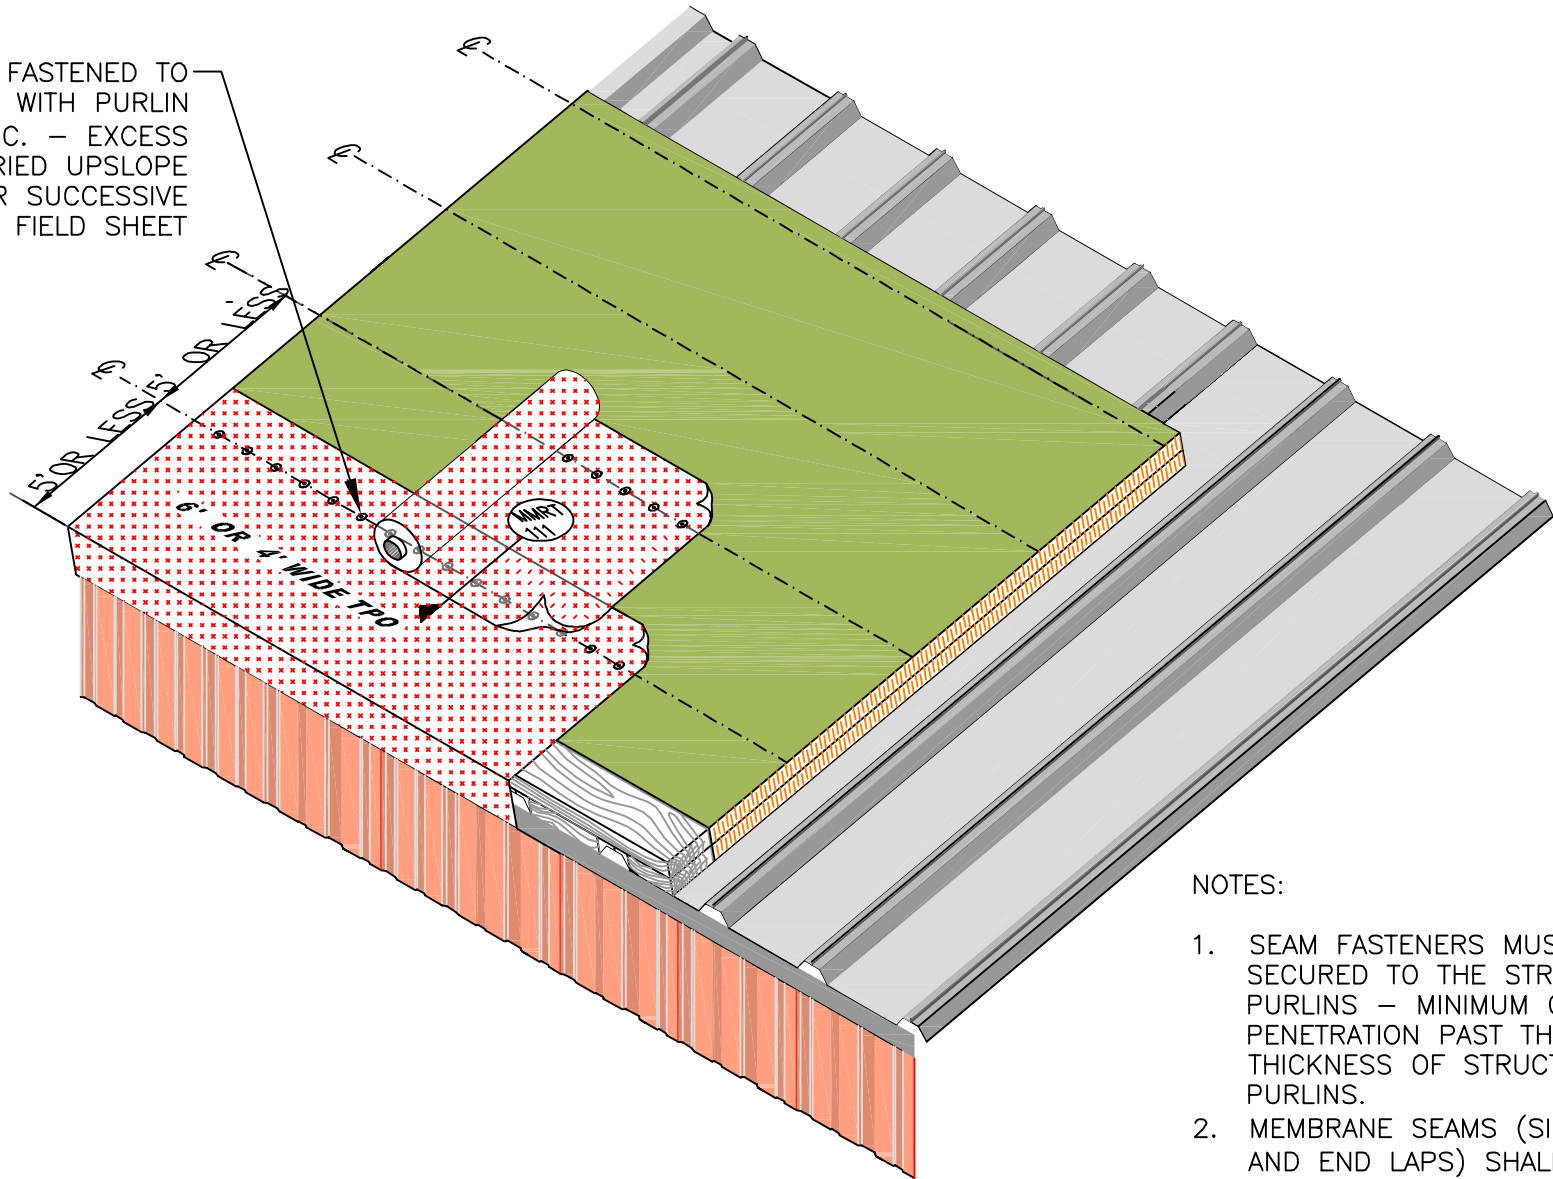 FASTENED TO
WITH PURLIN
C. – EXCESS
RIED UPSLOPE
R SUCCESSIVE
FIELD SHEET
℄
℄
℄
℄
5' OR LESS
5' OR LESS
MMRT
111
6' OR 4' WIDE TPO
NOTES:
1. SEAM FASTENERS MUS
SECURED TO THE STR
PURLINS – MINIMUM
PENETRATION PAST TH
THICKNESS OF STRUCT
PURLINS.
2. MEMBRANE SEAMS (SI
AND END LAPS) SHAL